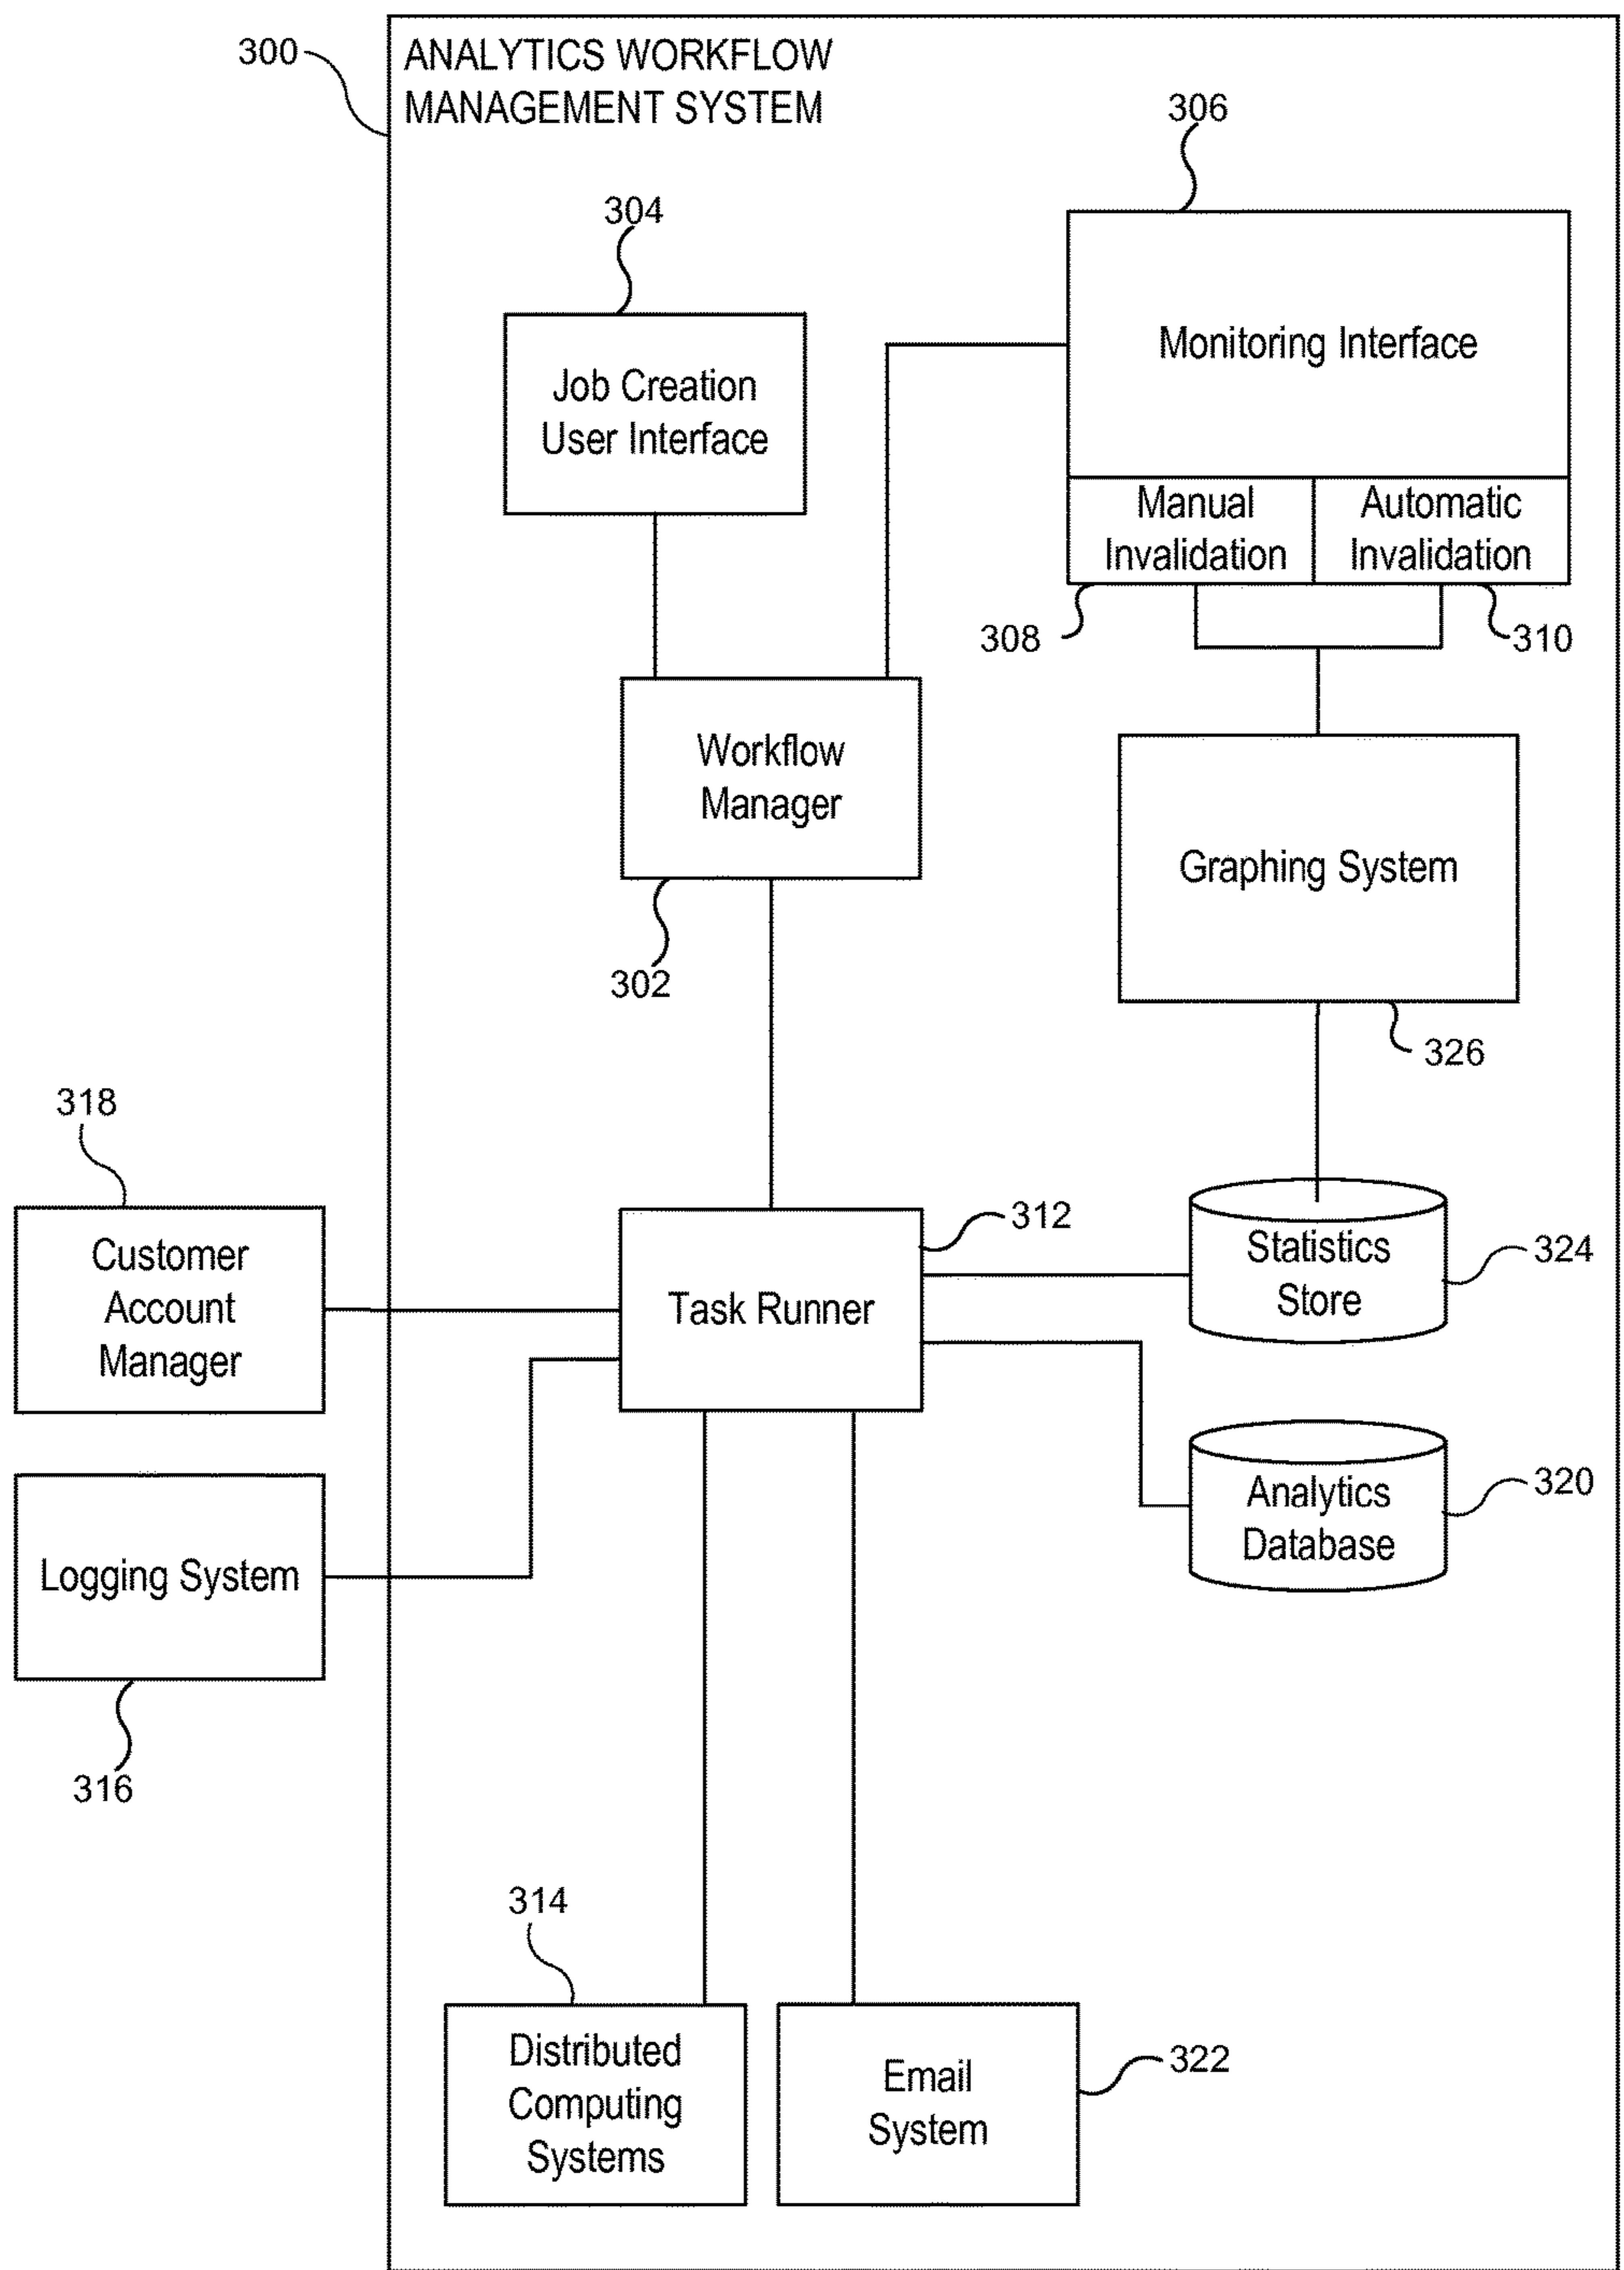 300
ANALYTICS WORKFLOW
MANAGEMENT SYSTEM
306
304
Monitoring Interface
Job Creation
User Interface
Manual
Invalidation
Automatic
Invalidation
308
310
Workflow
Manager
302
Graphing System
326
318
Customer
Account
Manager
312
Task Runner
Statistics
Store
324
Analytics
Database
320
Logging System
316
314
Distributed
Computing
Systems
Email
System
322